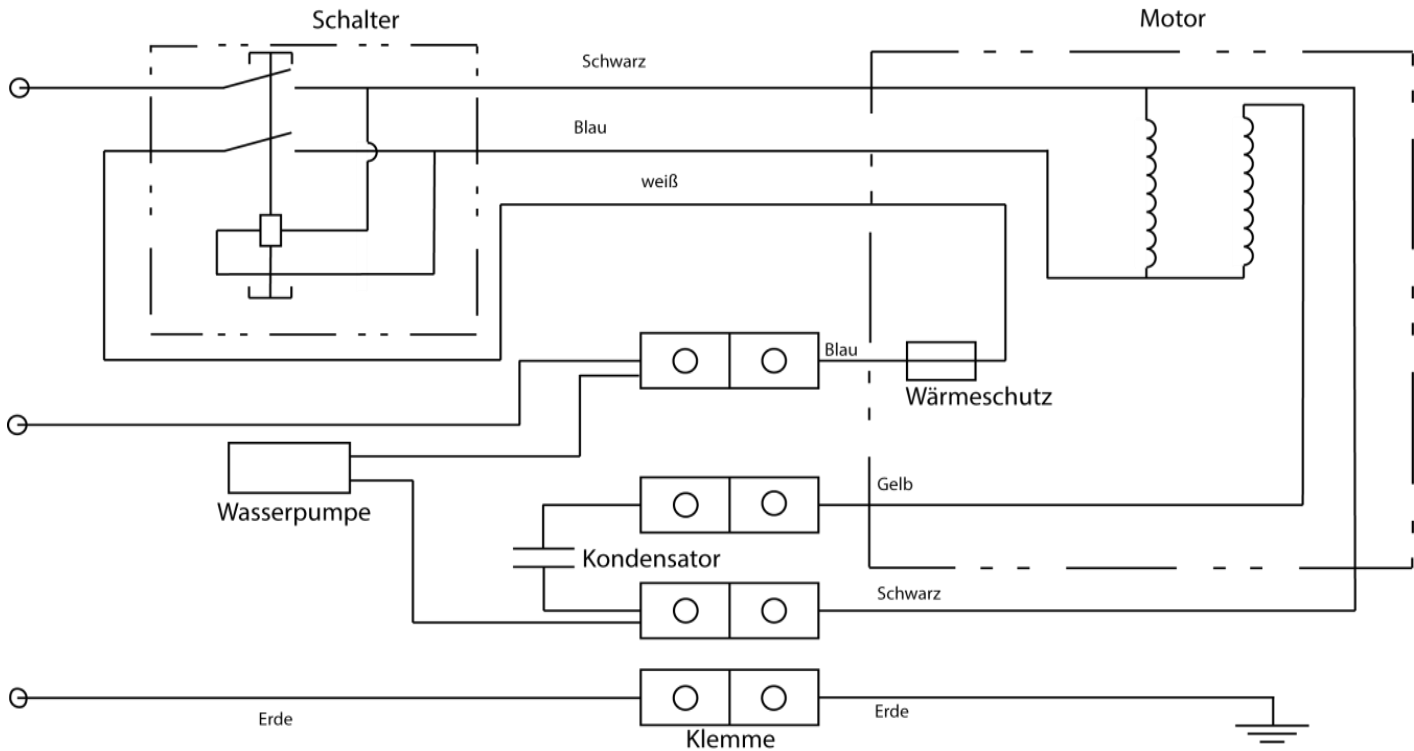 Schalter
Motor
Schwarz
Blau
weiß
Blau
Wärmeschutz
Gelb
Wasserpumpe
Kondensator
Schwarz
Erde
Erde
Klemme